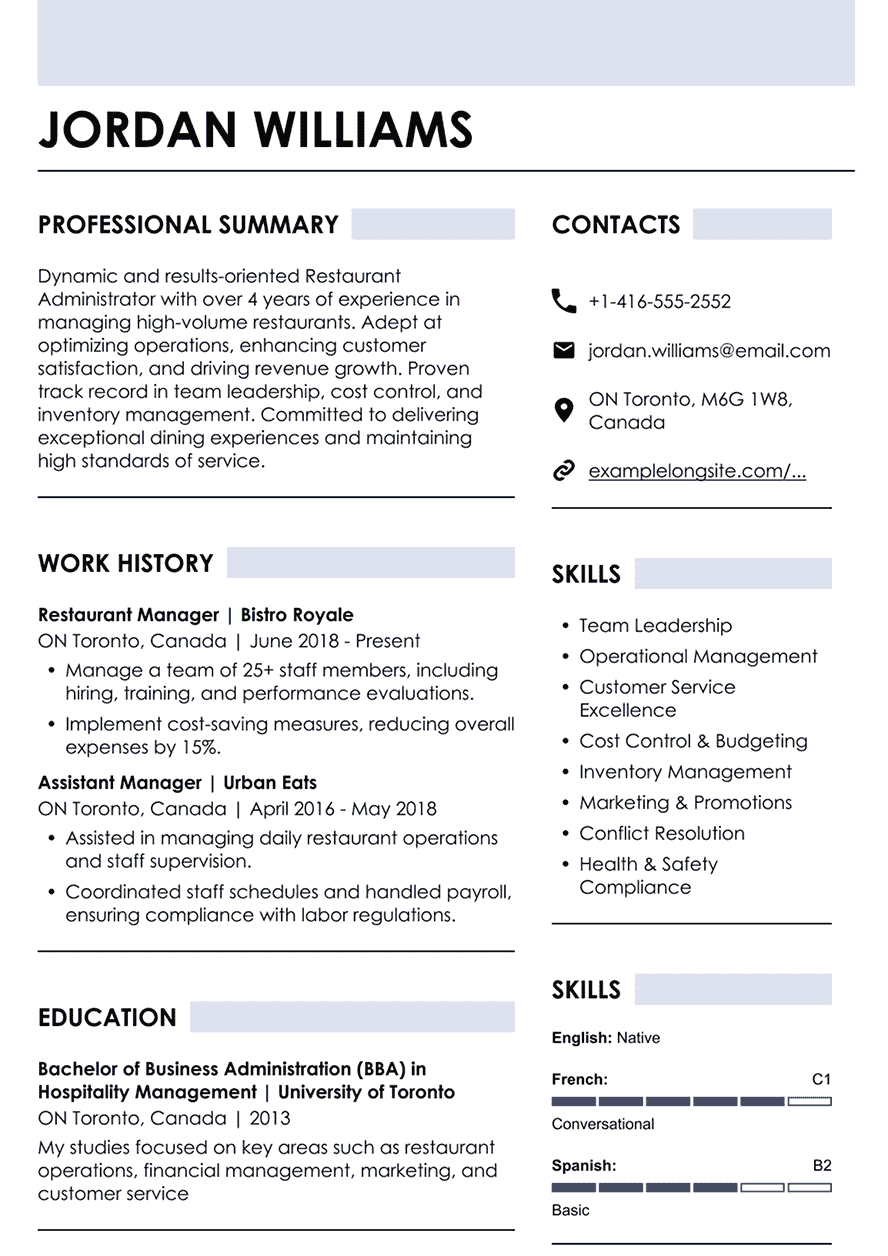 JORDAN WILLIAMS
PROFESSIONAL SUMMARY
Dynamic and results-oriented Restaurant
Administrator with over 4 years of experience in
managing high-volume restaurants. Adept at
optimizing operations, enhancing customer
satisfaction, and driving revenue growth. Proven
track record in team leadership, cost control, and
inventory management. Committed to delivering
exceptional dining experiences and maintaining
high standards of service.
WORK HISTORY
Restaurant Manager | Bistro Royale
ON Toronto, Canada | June 2018 - Present
• Manage a team of 25+ staff members, including
hiring, training, and performance evaluations.
• Implement cost-saving measures, reducing overall
expenses by 15%.
Assistant Manager | Urban Eats
ON Toronto, Canada | April 2016 - May 2018
• Assisted in managing daily restaurant operations
and staff supervision.
• Coordinated staff schedules and handled payroll,
ensuring compliance with labor regulations.
EDUCATION
Bachelor of Business Administration (BBA) in
Hospitality Management | University of Toronto
ON Toronto, Canada | 2013
My studies focused on key areas such as restaurant
operations, financial management, marketing, and
customer service
CONTACTS
+1-416-555-2552
jordan.williams@email.com
ON Toronto, M6G 1W8,
Canada
examplelongsite.com/...
SKILLS
• Team Leadership
• Operational Management
• Customer Service
Excellence
• Cost Control & Budgeting
• Inventory Management
• Marketing & Promotions
• Conflict Resolution
• Health & Safety
Compliance
SKILLS
English: Native
French: C1
Conversational
Spanish: B2
Basic